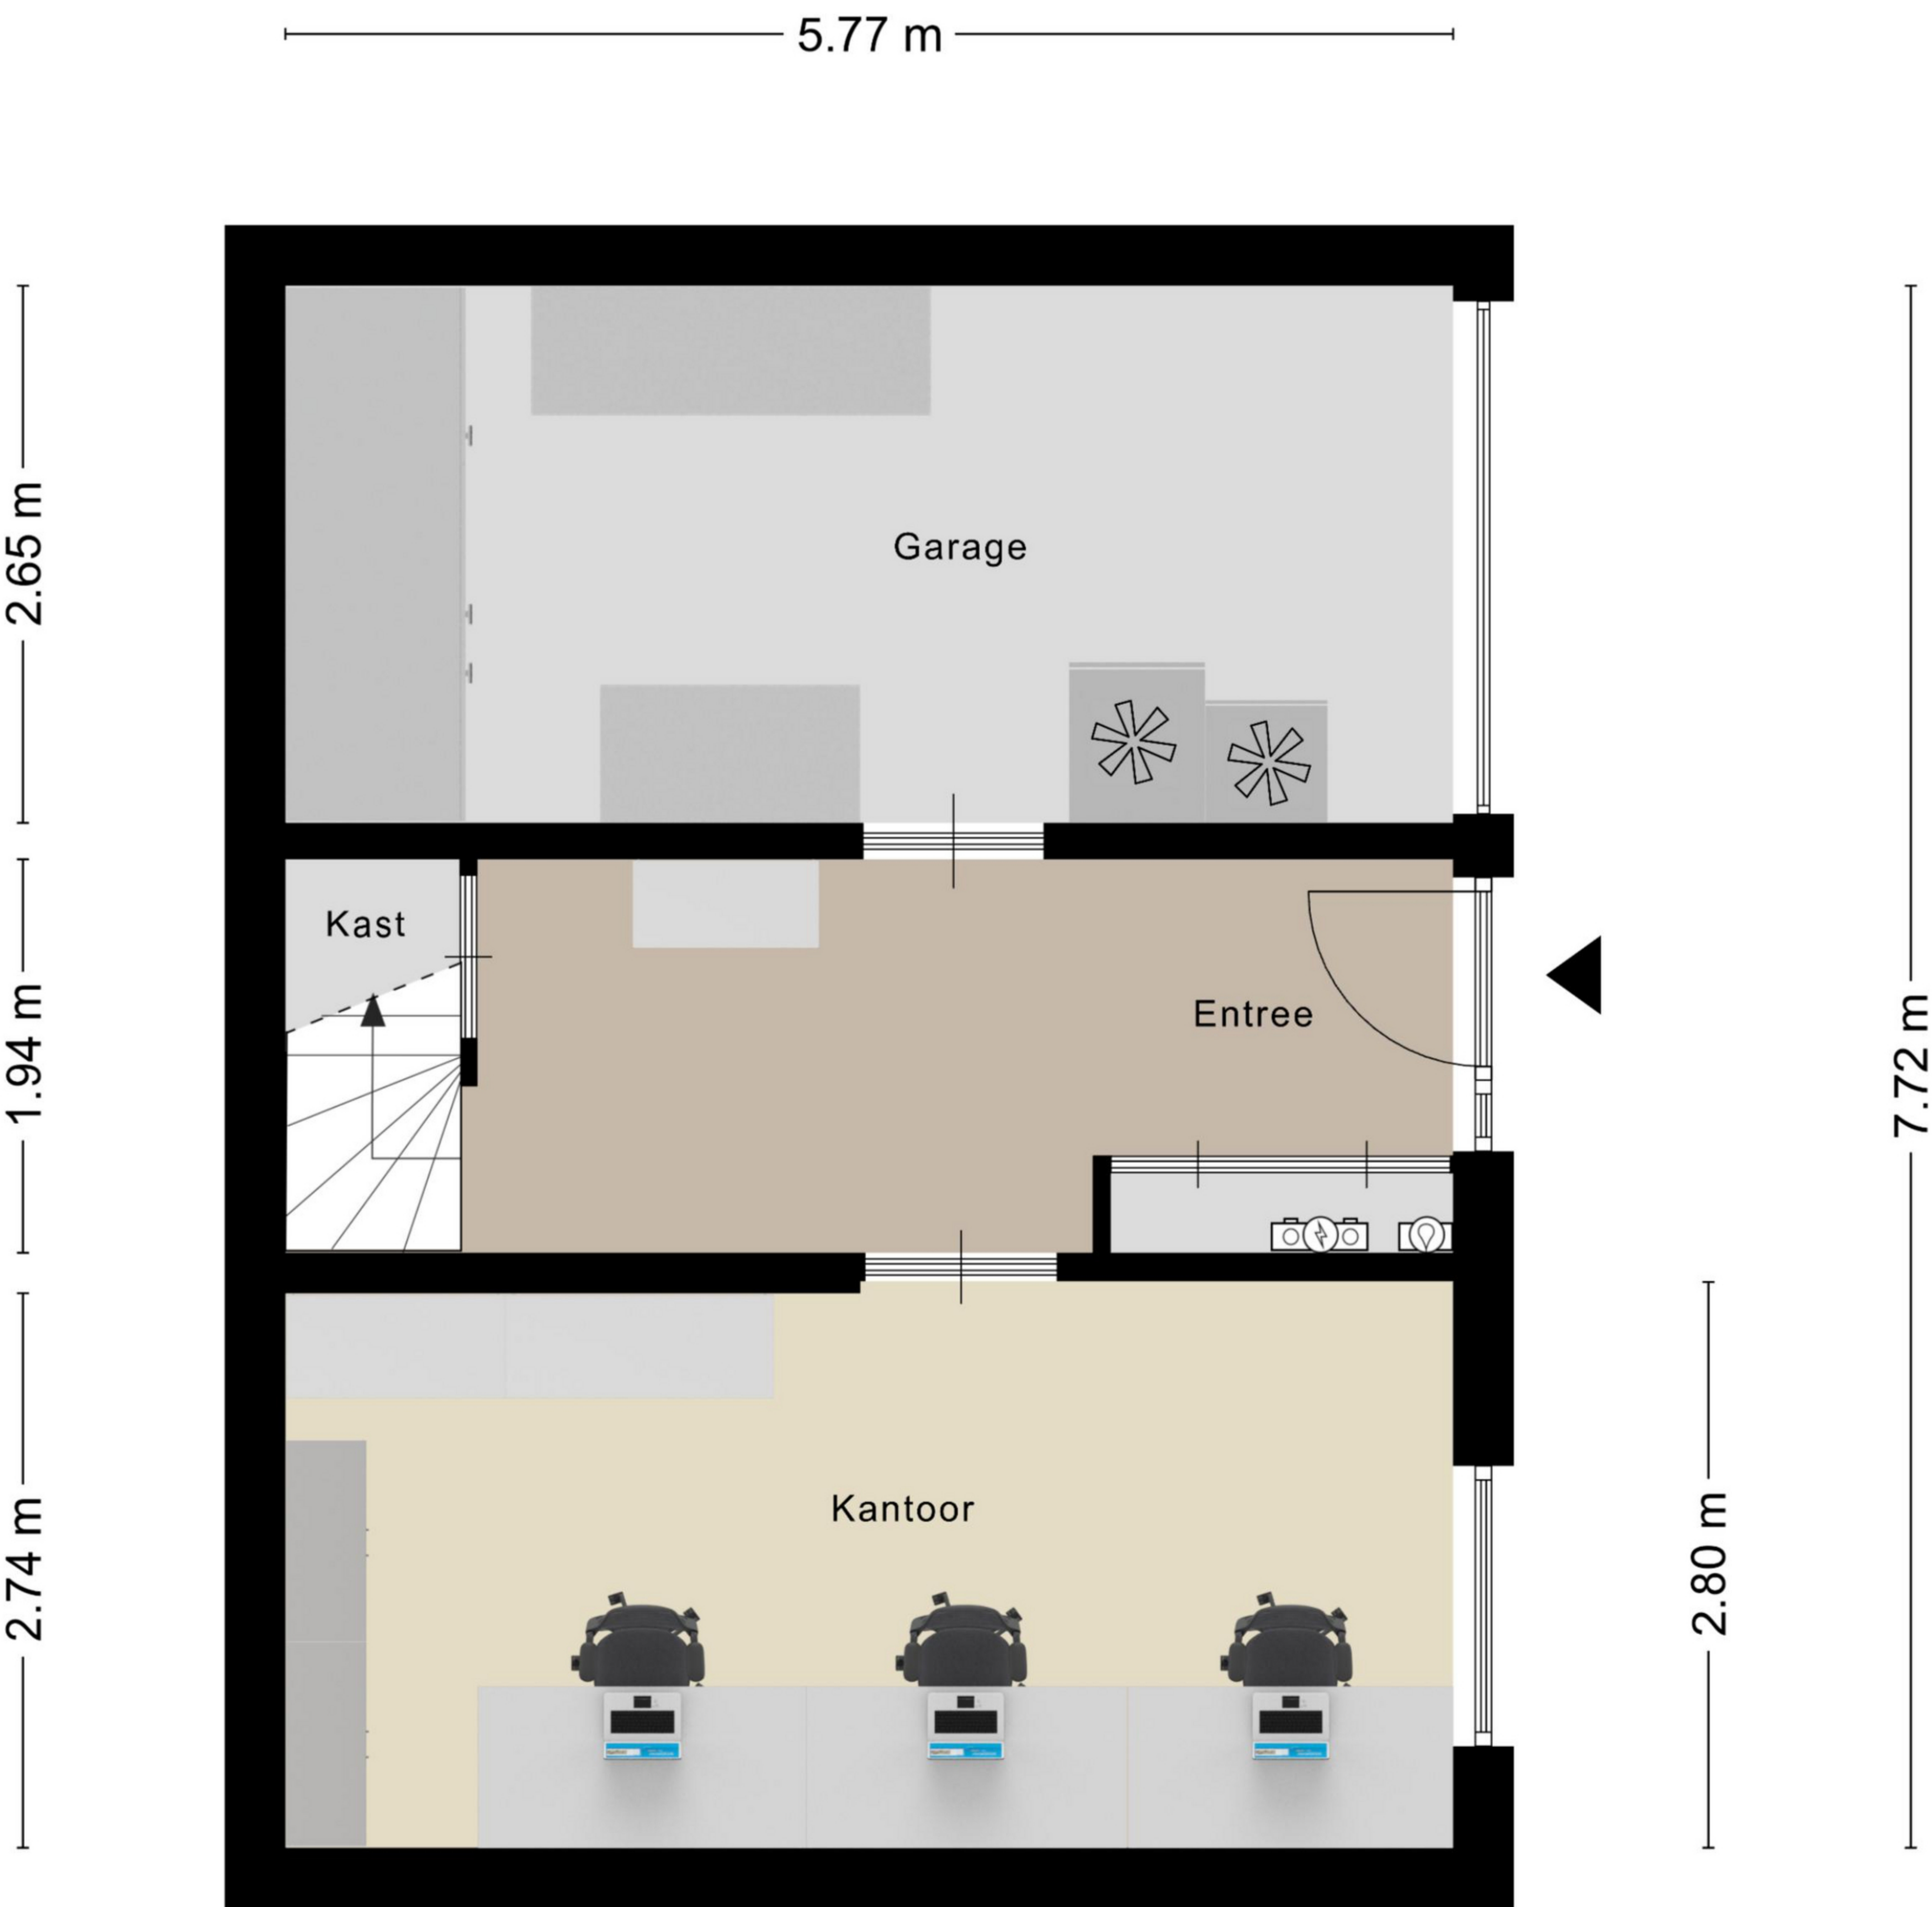 5.77 m
2.65 m
Garage
Kast
Entree
1.94 m
7.72 m
Kantoor
2.74 m
2.80 m